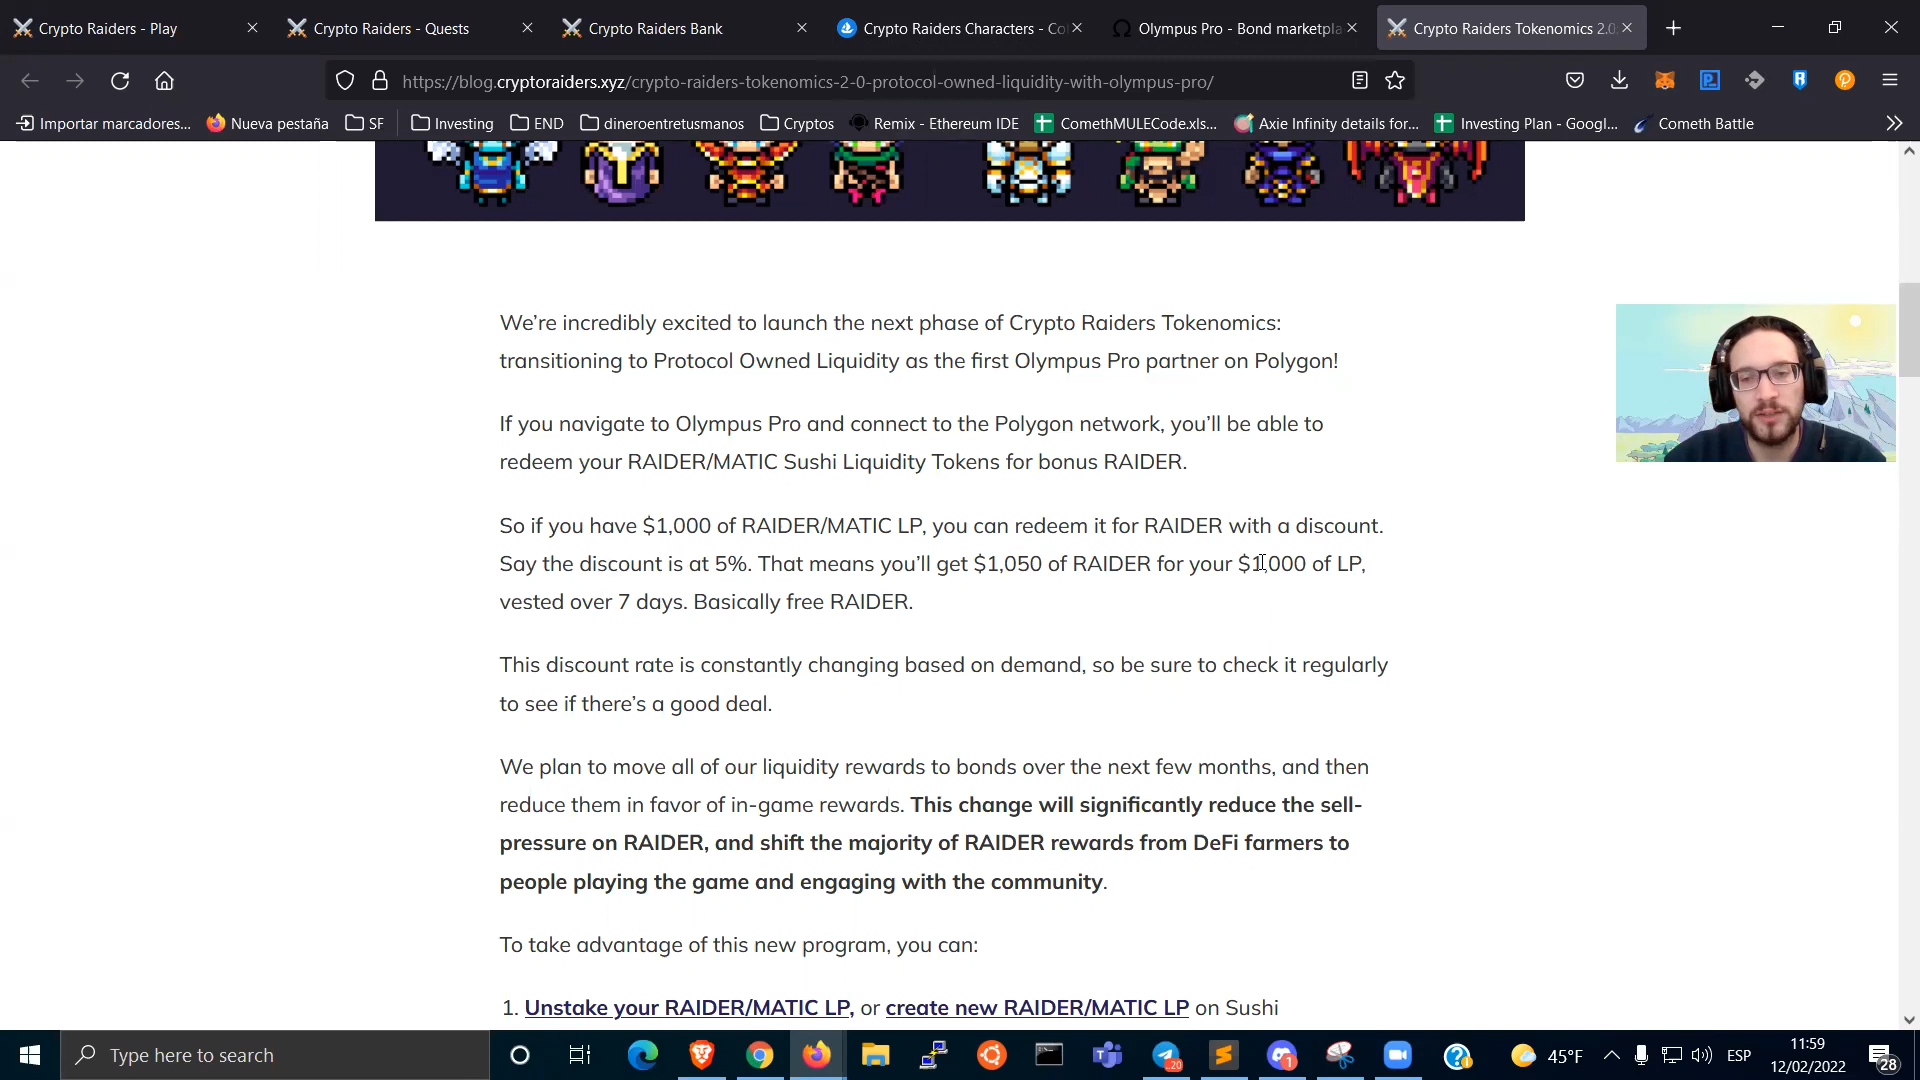 Crypto Raiders - Play
Crypto Raiders - Quests
Crypto Raiders Bank
Crypto Raiders Characters - Co
Olympus Pro - Bond marketpla
Crypto Raiders Tokenomics 2.0
https://blog.cryptoraiders.xyz/crypto-raiders-tokenomics-2-0-protocol-owned-liquidity-with-olympus-pro/
Importar marcadores...
Nueva pestaña
SF
Investing
END
dineroentretusmanos
Cryptos
Remix - Ethereum IDE
ComethMULECode.xls...
Axie Infinity details for...
Investing Plan - Googl...
Cometh Battle
We’re incredibly excited to launch the next phase of Crypto Raiders Tokenomics:
transitioning to Protocol Owned Liquidity as the first Olympus Pro partner on Polygon!
If you navigate to Olympus Pro and connect to the Polygon network, you’ll be able to
redeem your RAIDER/MATIC Sushi Liquidity Tokens for bonus RAIDER.
So if you have $1,000 of RAIDER/MATIC LP, you can redeem it for RAIDER with a discount.
Say the discount is at 5%. That means you’ll get $1,050 of RAIDER for your $1,000 of LP,
vested over 7 days. Basically free RAIDER.
This discount rate is constantly changing based on demand, so be sure to check it regularly
to see if there’s a good deal.
We plan to move all of our liquidity rewards to bonds over the next few months, and then
reduce them in favor of in-game rewards. This change will significantly reduce the sell-
pressure on RAIDER, and shift the majority of RAIDER rewards from DeFi farmers to
people playing the game and engaging with the community.
To take advantage of this new program, you can:
1. Unstake your RAIDER/MATIC LP, or create new RAIDER/MATIC LP on Sushi
Type here to search
20
1
45°F
ESP
11:59
12/02/2022
28